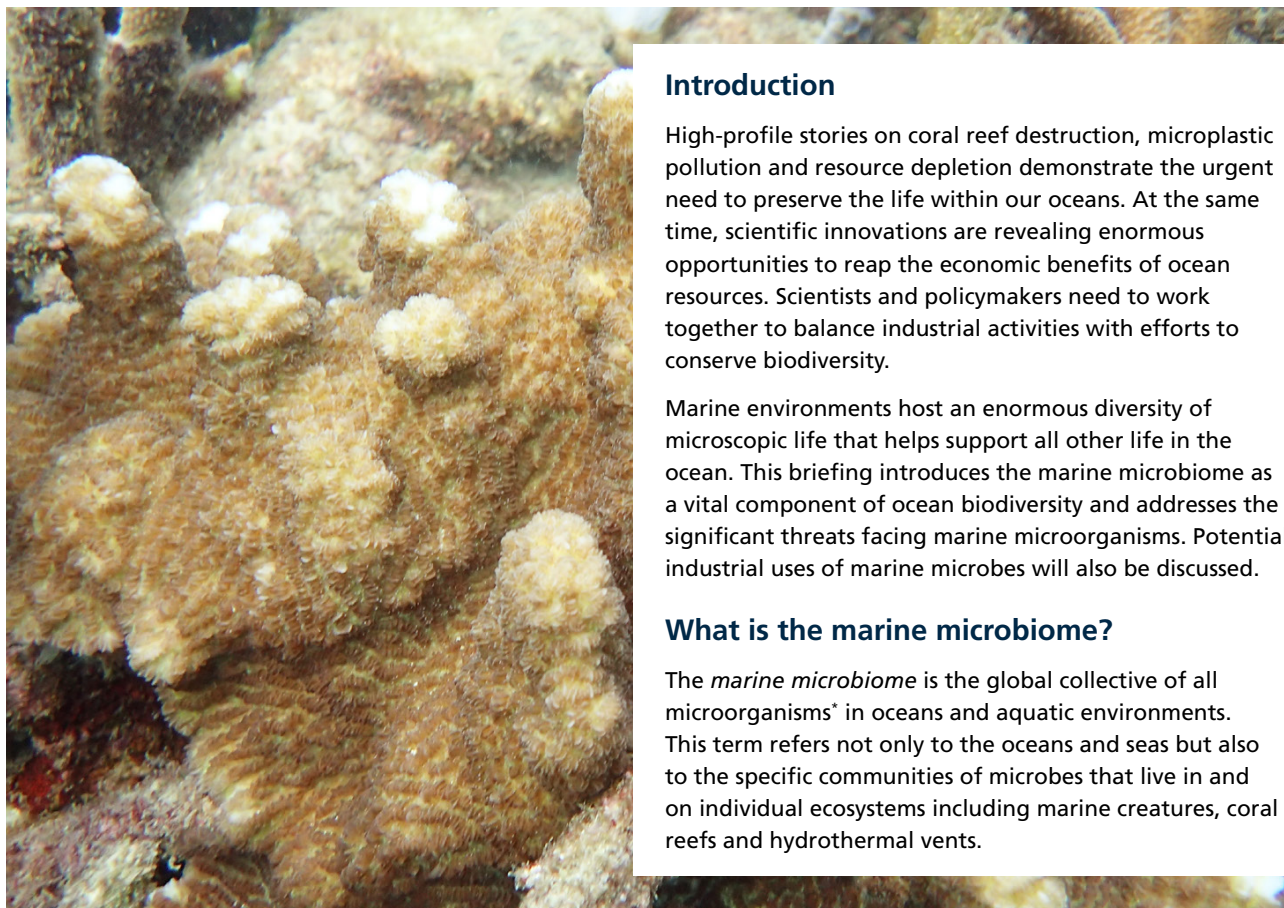 Introduction
High-profile stories on coral reef destruction, microplastic
pollution and resource depletion demonstrate the urgent
need to preserve the life within our oceans. At the same
time, scientific innovations are revealing enormous
opportunities to reap the economic benefits of ocean
resources. Scientists and policymakers need to work
together to balance industrial activities with efforts to
conserve biodiversity.
Marine environments host an enormous diversity of
microscopic life that helps support all other life in the
ocean. This briefing introduces the marine microbiome as
a vital component of ocean biodiversity and addresses the
significant threats facing marine microorganisms. Potentia
industrial uses of marine microbes will also be discussed.
What is the marine microbiome?
The marine microbiome is the global collective of all
microorganisms* in oceans and aquatic environments.
This term refers not only to the oceans and seas but also
to the specific communities of microbes that live in and
on individual ecosystems including marine creatures, coral
reefs and hydrothermal vents.